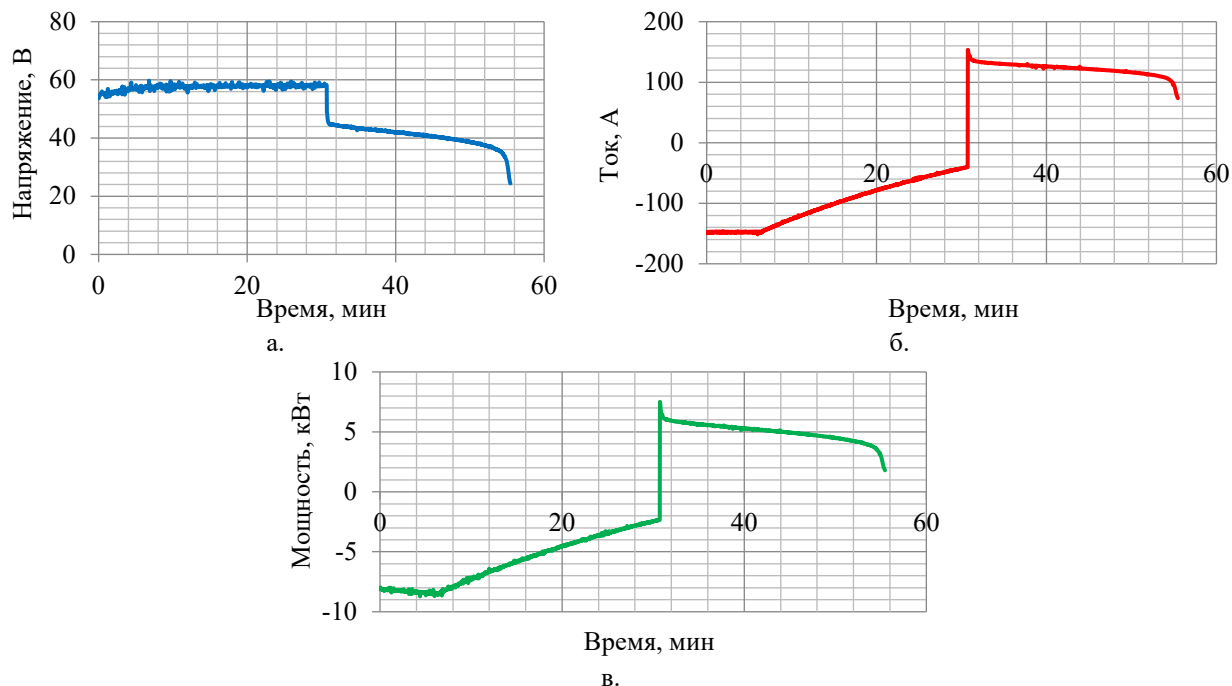 Напряжение, В
80
60
40
20
0
0 20 40 60
Время, мин
а.
Ток, А
200
100
0
-100
-200
0 20 40 60
Время, мин
б.
Мощность, кВт
10
5
0
-5
-10
0 20 40 60
Время, мин
в.